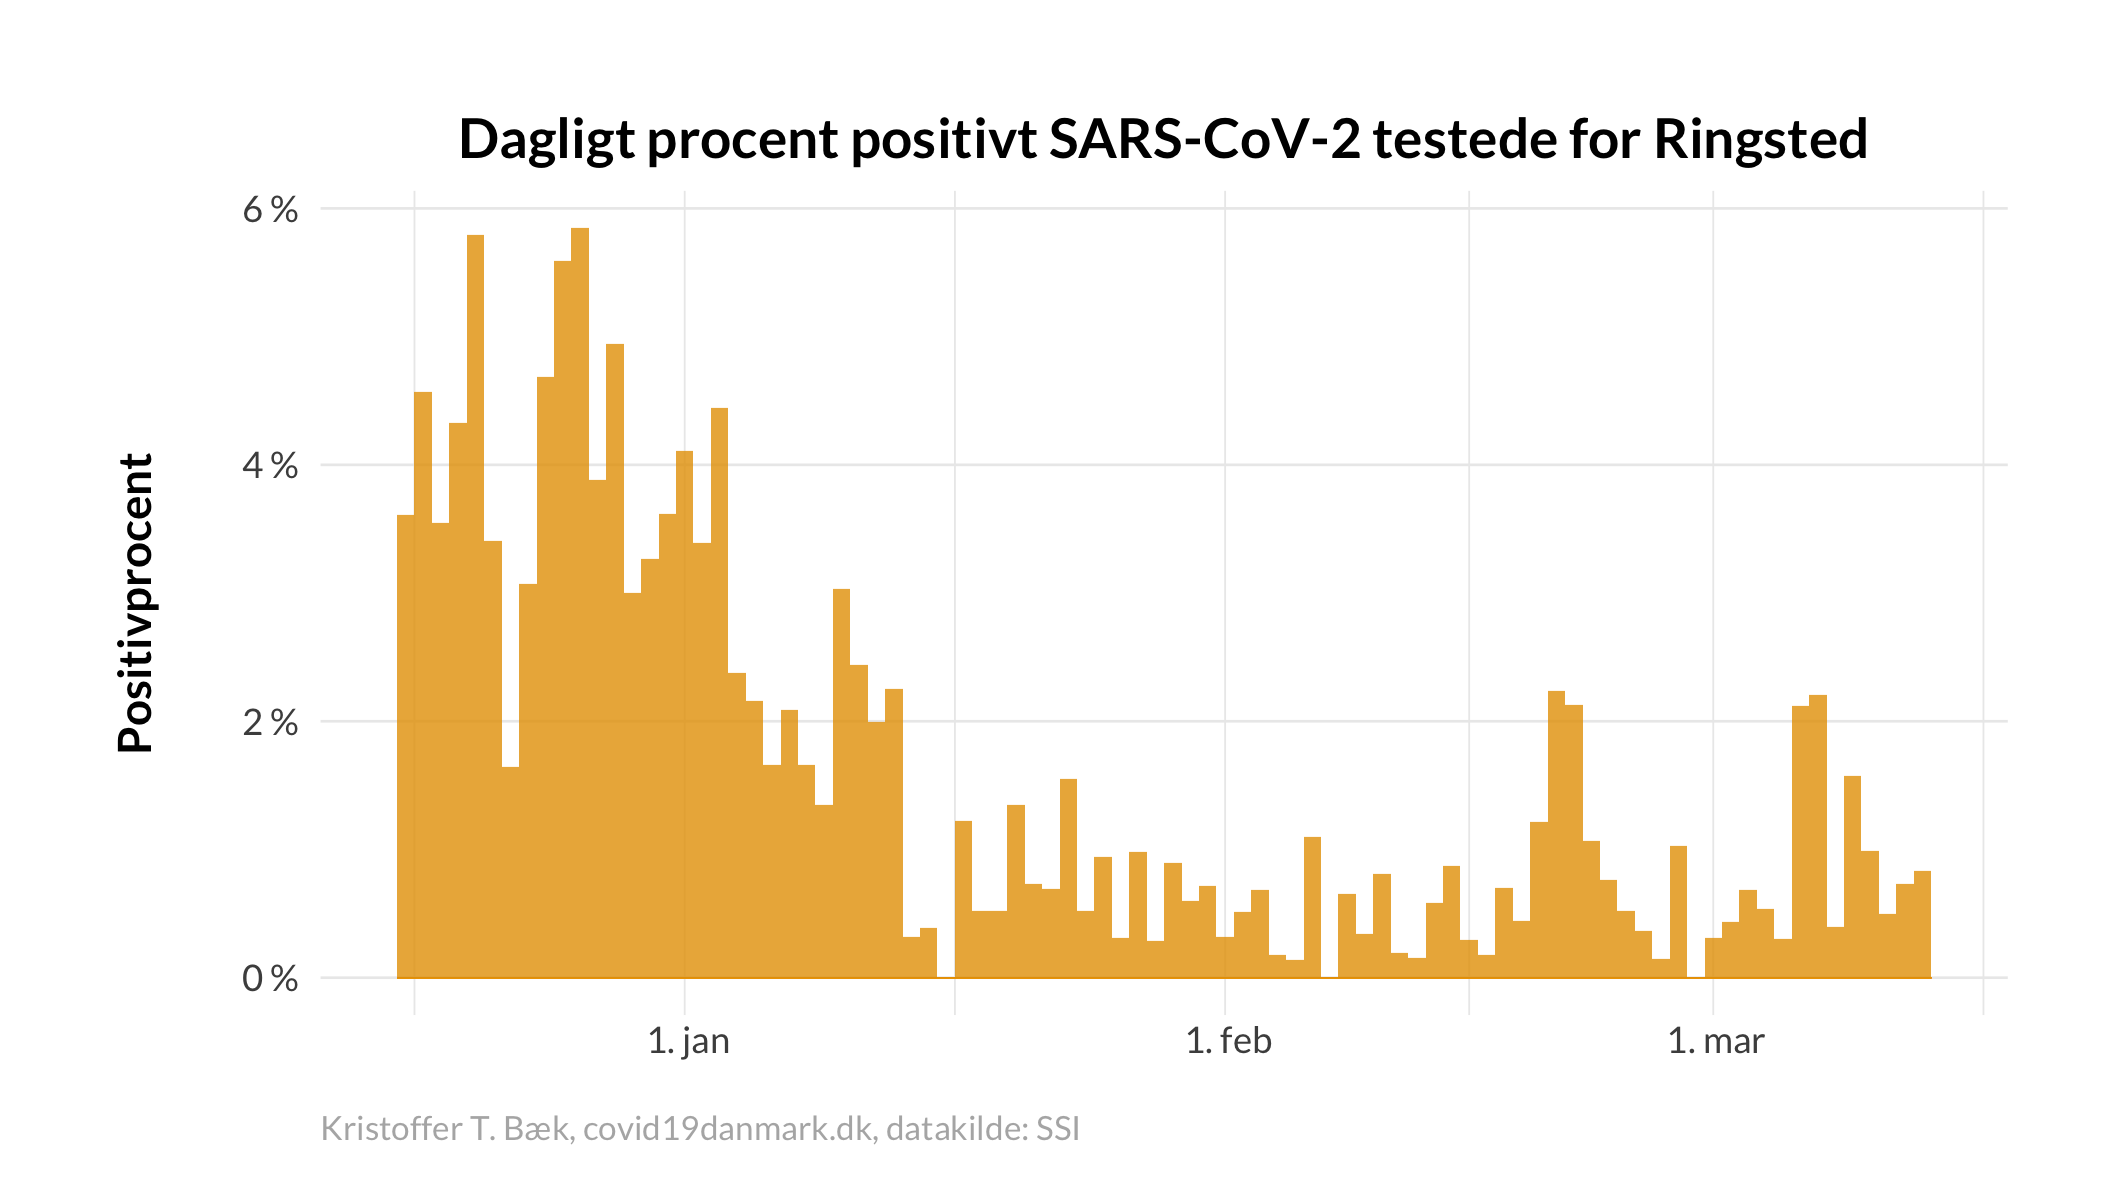 Dagligt procent positivt SARS-CoV-2 testede for Ringsted
Positivprocent
6 %
4 %
2 %
0 %
1. jan
1. feb
1. mar
Kristoffer T. Bæk, covid19danmark.dk, datakilde: SSI